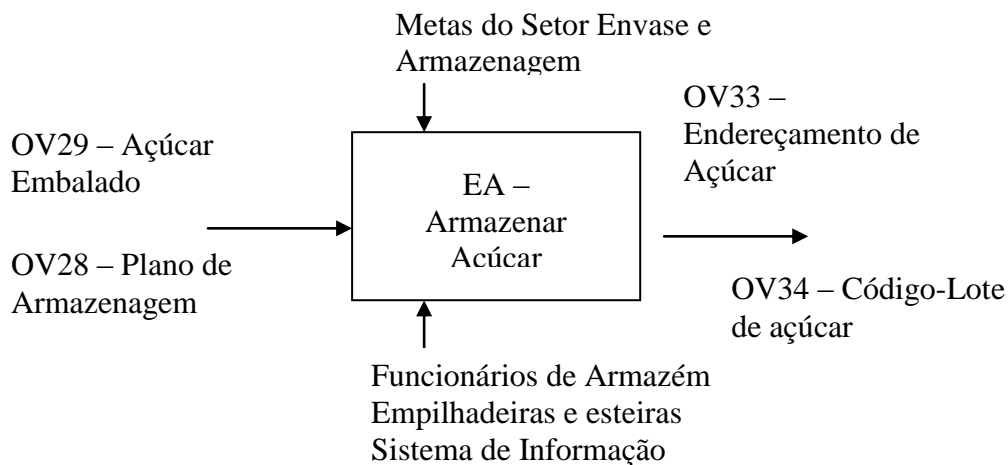 Metas do Setor Envase e
Armazenagem
OV29 – Açúcar
Embalado
OV28 – Plano de
Armazenagem
EA –
Armazenar
Açúcar
OV33 –
Endereçamento de
Açúcar
OV34 – Código-Lote
de açúcar
Funcionários de Armazém
Empilhadeiras e esteiras
Sistema de Informação